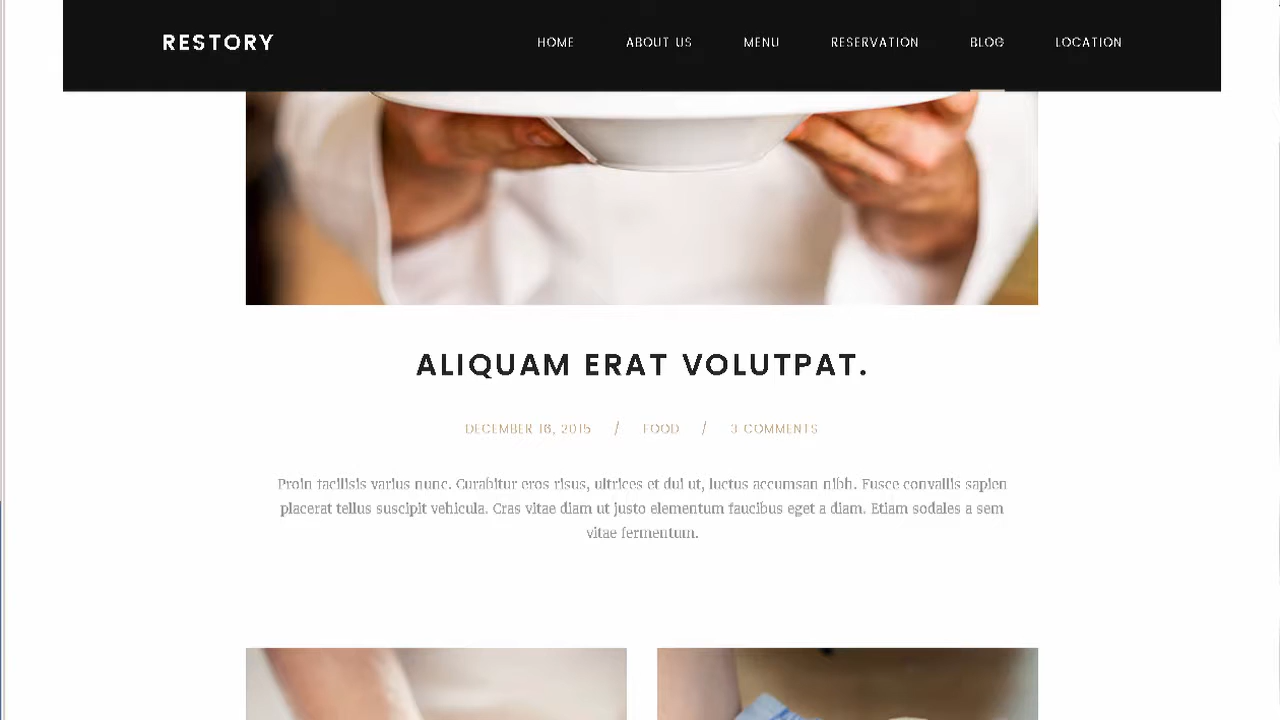 RESTORY
HOME ABOUT US MENU RESERVATION BLOG LOCATION
ALIQUAM ERAT VOLUTPAT.
DECEMBER 16, 2015 / FOOD / 3 COMMENTS
Proin facilisis varius nunc. Curabitur eros risus, ultrices et dui ut, luctus accumsan nibh. Fusce convallis sapien
placerat tellus suscipit vehicula. Cras vitae diam ut justo elementum faucibus eget a diam. Etiam sodales a sem
vitae fermentum.